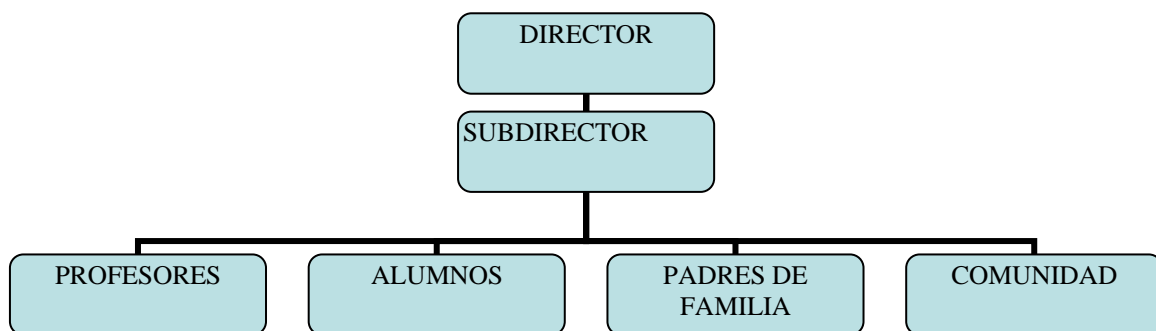 DIRECTOR
SUBDIRECTOR
PROFESORES
ALUMNOS
PADRES DE
FAMILIA
COMUNIDAD